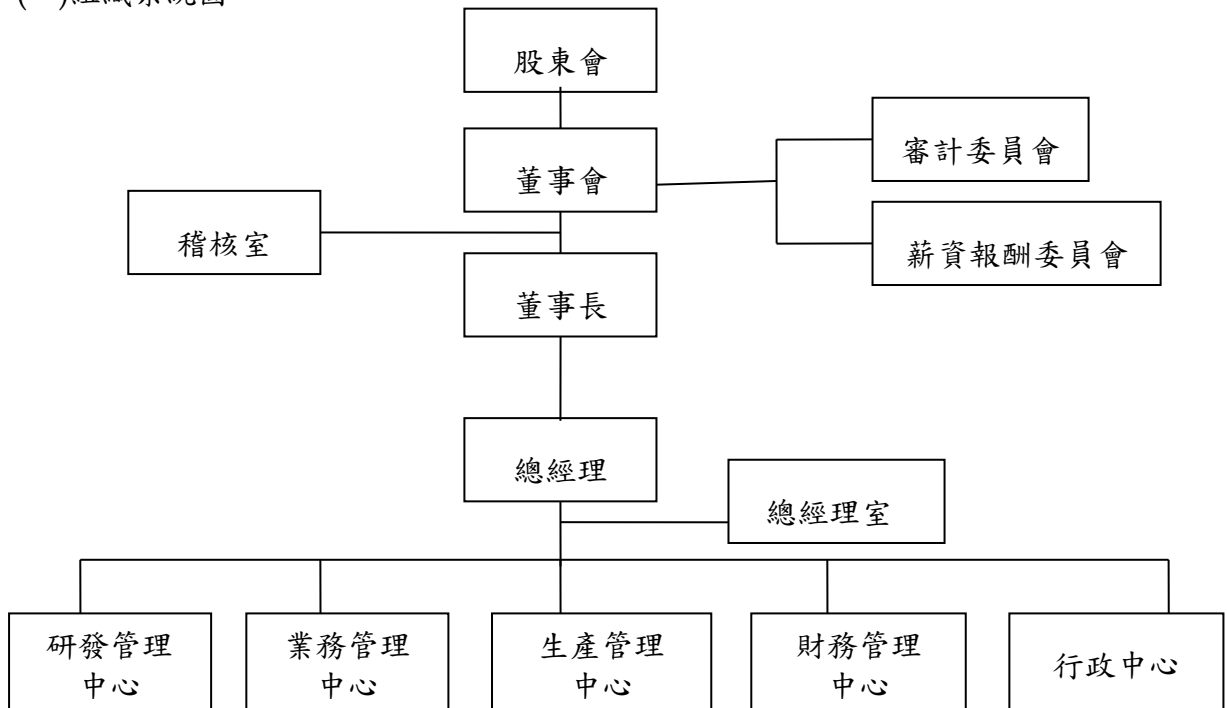 股東會
審計委員會
董事會
稽核室
薪資報酬委員會
董事長
總經理
總經理室
研發管理
中心
業務管理
中心
生產管理
中心
財務管理
中心
行政中心